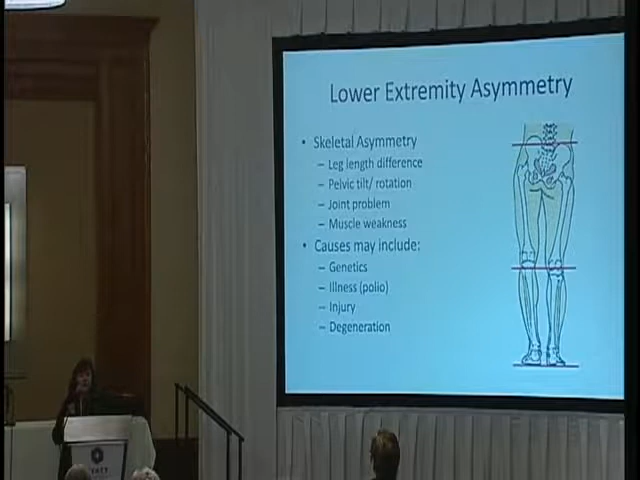 Lower Extremity Asymmetry
• Skeletal Asymmetry
– Leg length difference
– Pelvic tilt/ rotation
– Joint problem
– Muscle weakness
• Causes may include:
– Genetics
– Illness (polio)
– Injury
– Degeneration